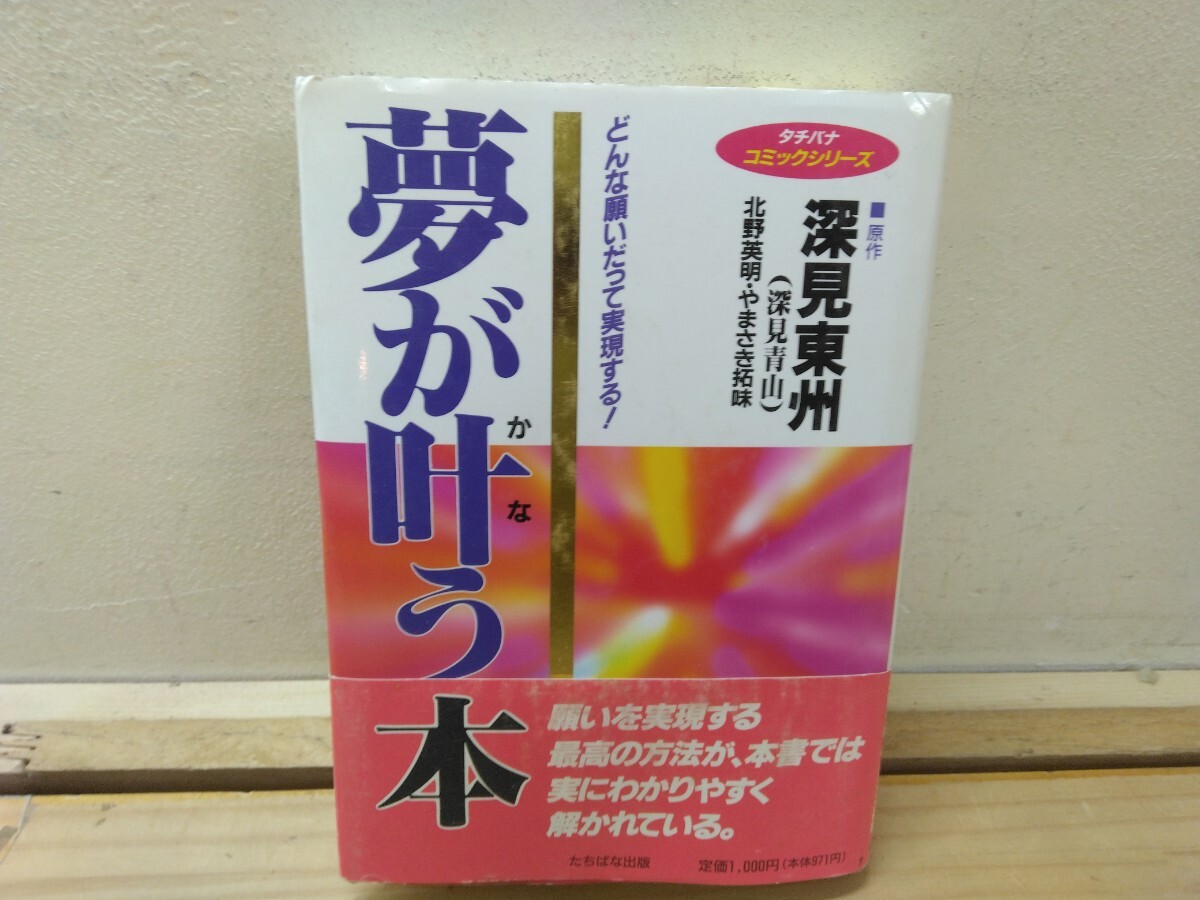 タチバナ
コミックシリーズ
■原作
深見東州
(深見青山)
北野英明・やまさき拓味
どんな願いだって実現する!
夢が叶う本
かな
願いを実現する
最高の方法が、本書では
実にわかりやすく
解かれている。
たちばな出版
定価1,000円(本体971円)